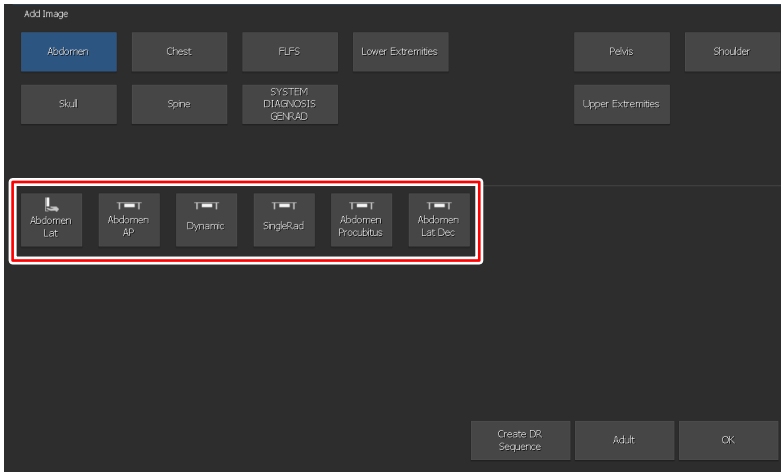 Add Image
Abdomen
Chest
FLFS
Lower Extremities
Pelvis
Shoulder
Skull
Spine
SYSTEM
DIAGNOSIS
GENRAD
Upper Extremities
Abdomen
Lat
Abdomen
AP
Dynamic
SingleRad
Abdomen
Procubitus
Abdomen
Lat Dec
Create DR
Sequence
Adult
OK